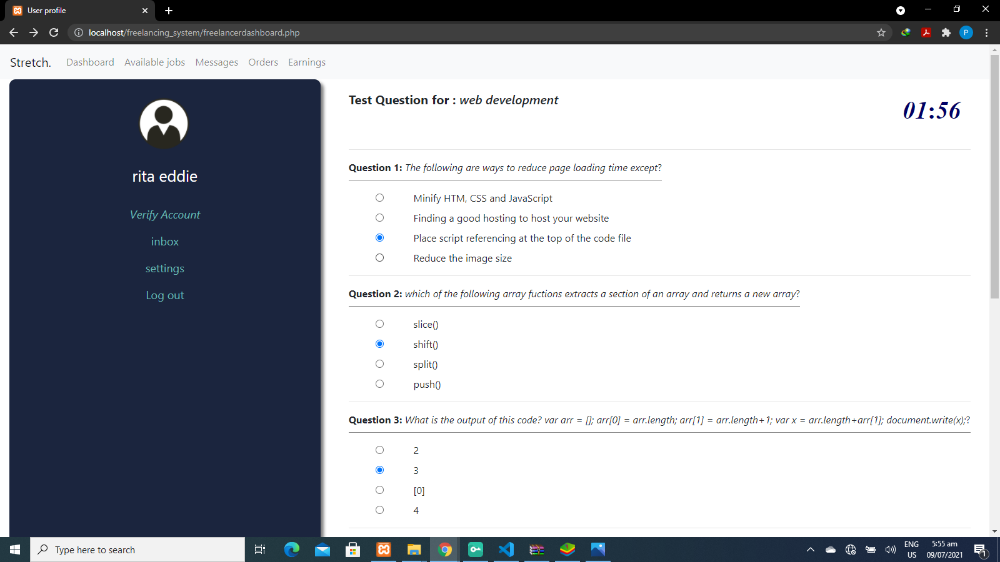 User profile
localhost/freelancing_system/freelancerdashboard.php
P
Stretch. Dashboard Available jobs Messages Orders Earnings
rita eddie
Verify Account
inbox
settings
Log out
Test Question for : web development
01:56
Question 1: The following are ways to reduce page loading time except?
Minify HTM, CSS and JavaScript
Finding a good hosting to host your website
Place script referencing at the top of the code file
Reduce the image size
Question 2: which of the following array fuctions extracts a section of an array and returns a new array?
slice()
shift()
split()
push()
Question 3: What is the output of this code? var arr = []; arr[0] = arr.length; arr[1] = arr.length+1; var x = arr.length+arr[1]; document.write(x);?
2
3
[0]
4
Type here to search
ENG
US
5:55 am
09/07/2021
1